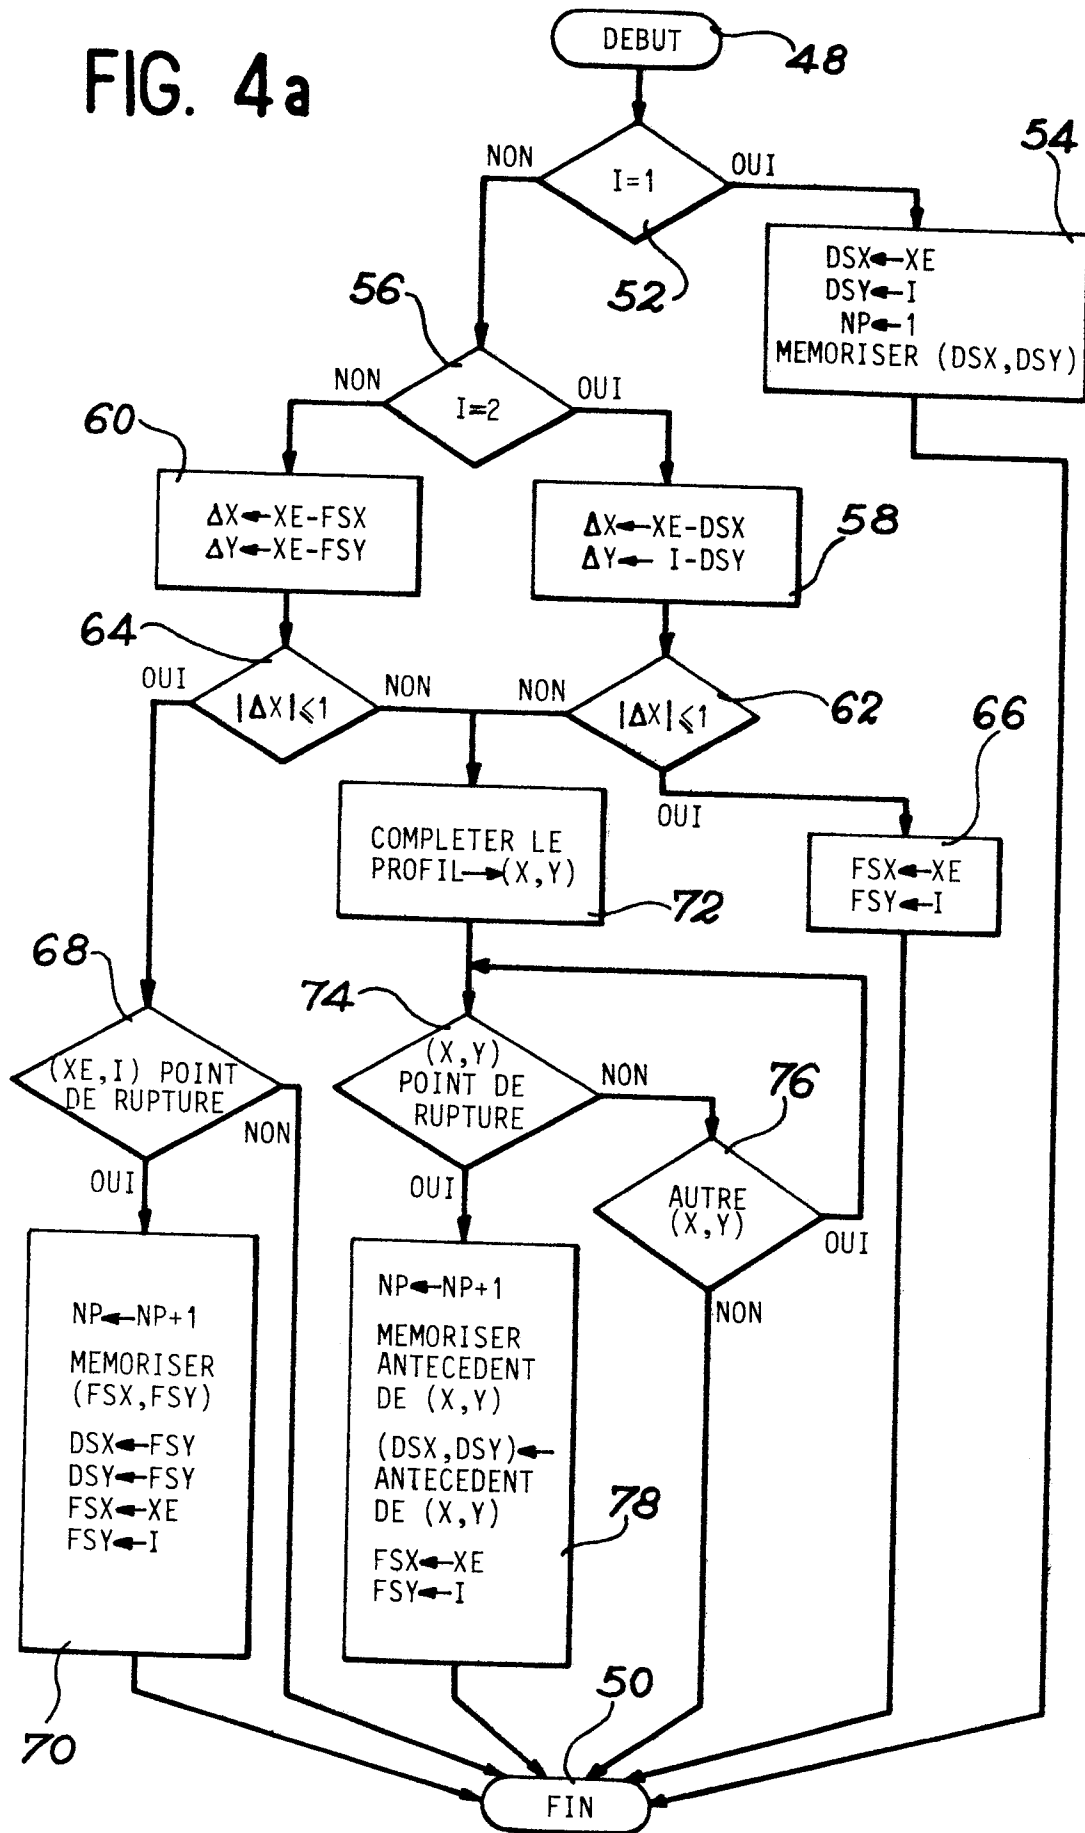 FIG. 4a
DEBUT
48
I=1
NON
OUI
52
54
DSX←XE
DSY←I
NP←1
MEMORISER (DSX,DSY)
56
I=2
NON
OUI
60
ΔX←XE-FSX
ΔY←XE-FSY
ΔX←XE-DSX
ΔY← I-DSY
58
64
OUI
|ΔX|⩽1
NON
NON
|ΔX|⩽1
62
OUI
66
FSX←XE
FSY←I
COMPLETER LE
PROFIL→(X,Y)
72
68
(XE,I) POINT
DE RUPTURE
NON
OUI
74
(X,Y)
POINT DE
RUPTURE
NON
OUI
76
AUTRE
(X,Y)
OUI
NON
NP←NP+1
MEMORISER
(FSX,FSY)
DSX←FSY
DSY←FSY
FSX←XE
FSY←I
70
NP←NP+1
MEMORISER
ANTECEDENT
DE (X,Y)
(DSX,DSY)←
ANTECEDENT
DE (X,Y)
FSX←XE
FSY←I
78
50
FIN